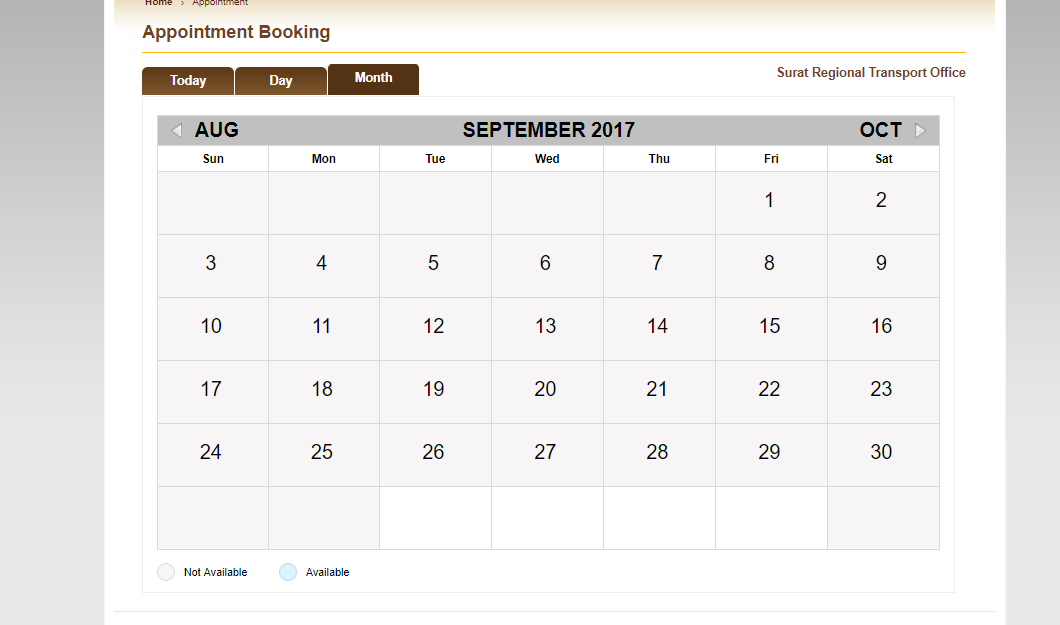 Home › Appointment
Appointment Booking
Today Day Month
Surat Regional Transport Office
AUG SEPTEMBER 2017 OCT
Sun Mon Tue Wed Thu Fri Sat
1 2
3 4 5 6 7 8 9
10 11 12 13 14 15 16
17 18 19 20 21 22 23
24 25 26 27 28 29 30
Not Available Available